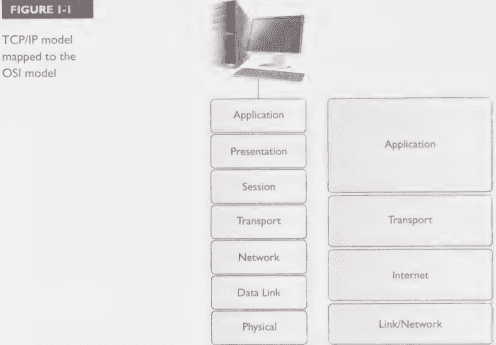 FIGURE 1-1
TCP/IP model
mapped to the
OSI model
Application
Presentation
Session
Transport
Network
Data Link
Physical
Application
Transport
Internet
Link/Network